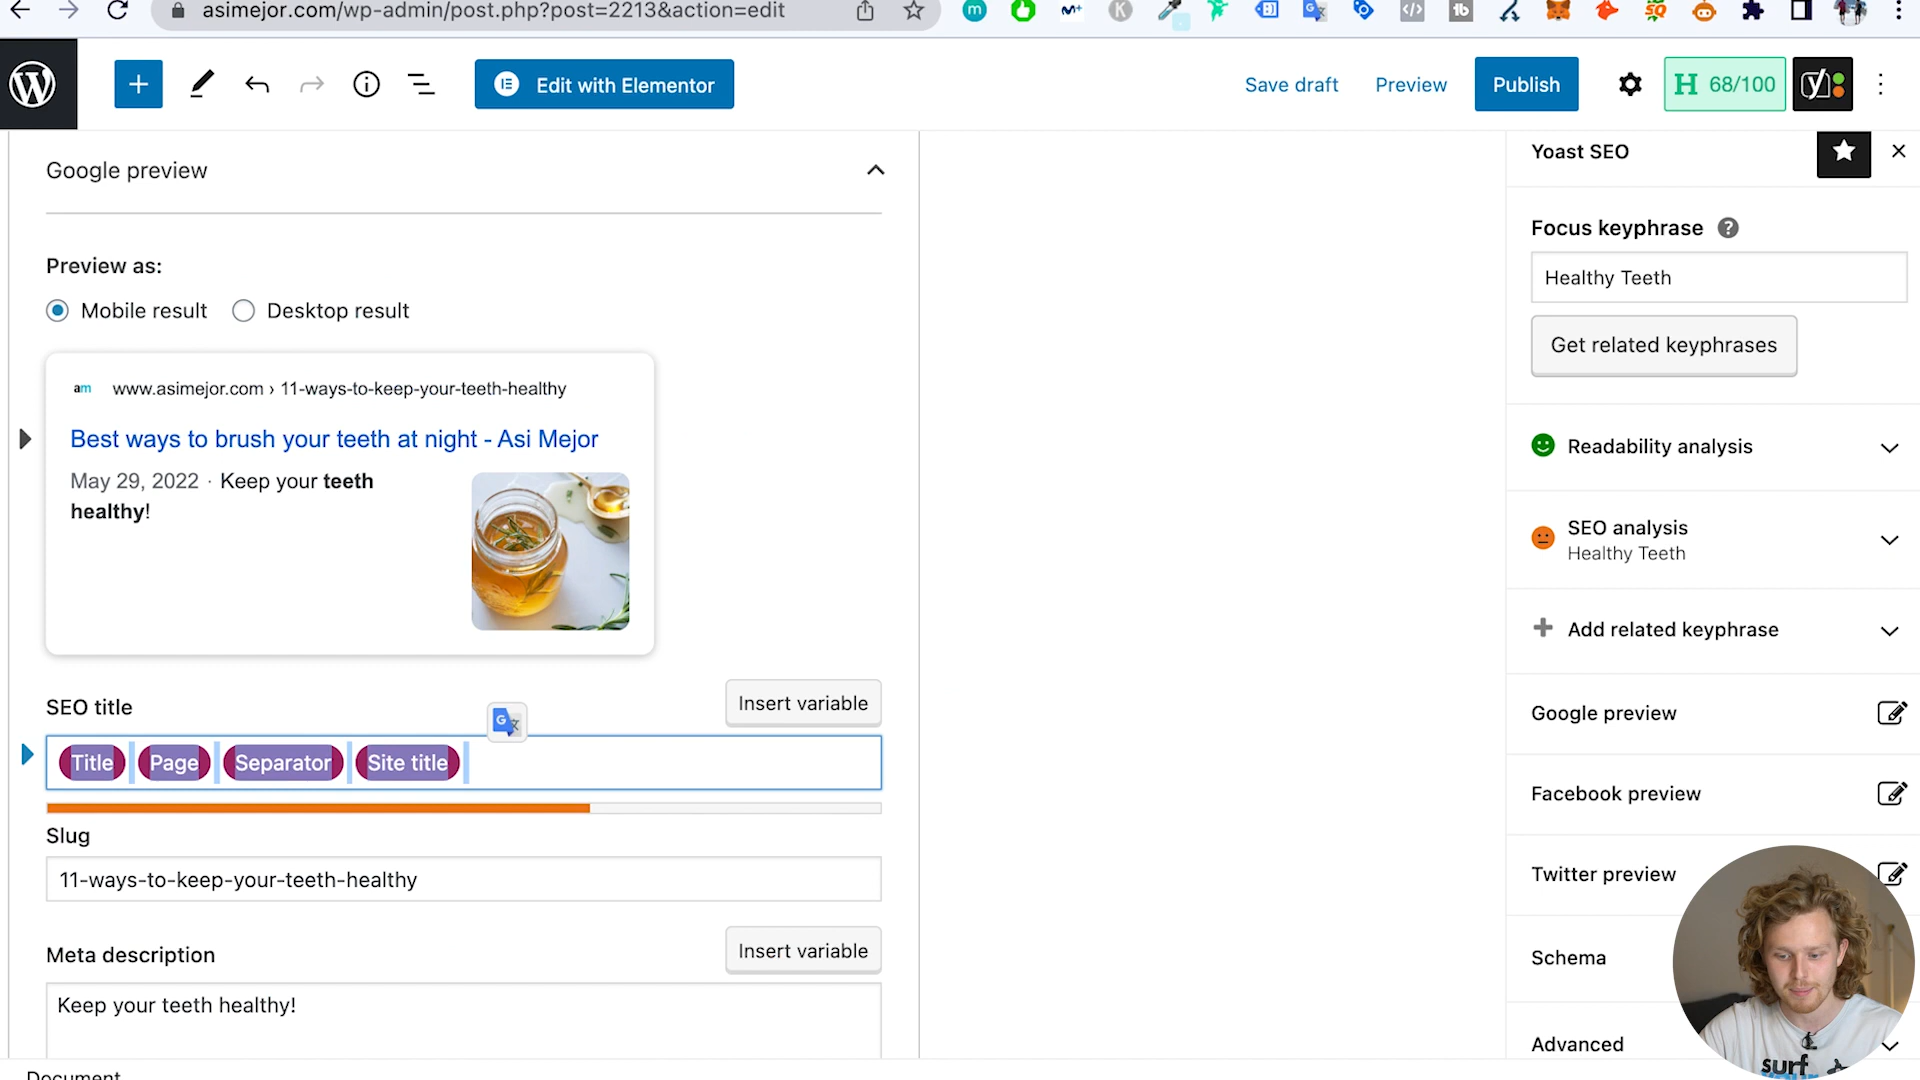 asimejor.com/wp-admin/post.php?post=2213&action=edit
Edit with Elementor
Save draft
Preview
Publish
H 68/100
Google preview
Preview as:
Mobile result
Desktop result
am www.asimejor.com › 11-ways-to-keep-your-teeth-healthy
Best ways to brush your teeth at night - Asi Mejor
May 29, 2022 · Keep your teeth
healthy!
SEO title
Insert variable
Title Page Separator Site title
Slug
11-ways-to-keep-your-teeth-healthy
Meta description
Insert variable
Keep your teeth healthy!
Document
Yoast SEO
Focus keyphrase
Healthy Teeth
Get related keyphrases
Readability analysis
SEO analysis
Healthy Teeth
Add related keyphrase
Google preview
Facebook preview
Twitter preview
Schema
Advanced
surf